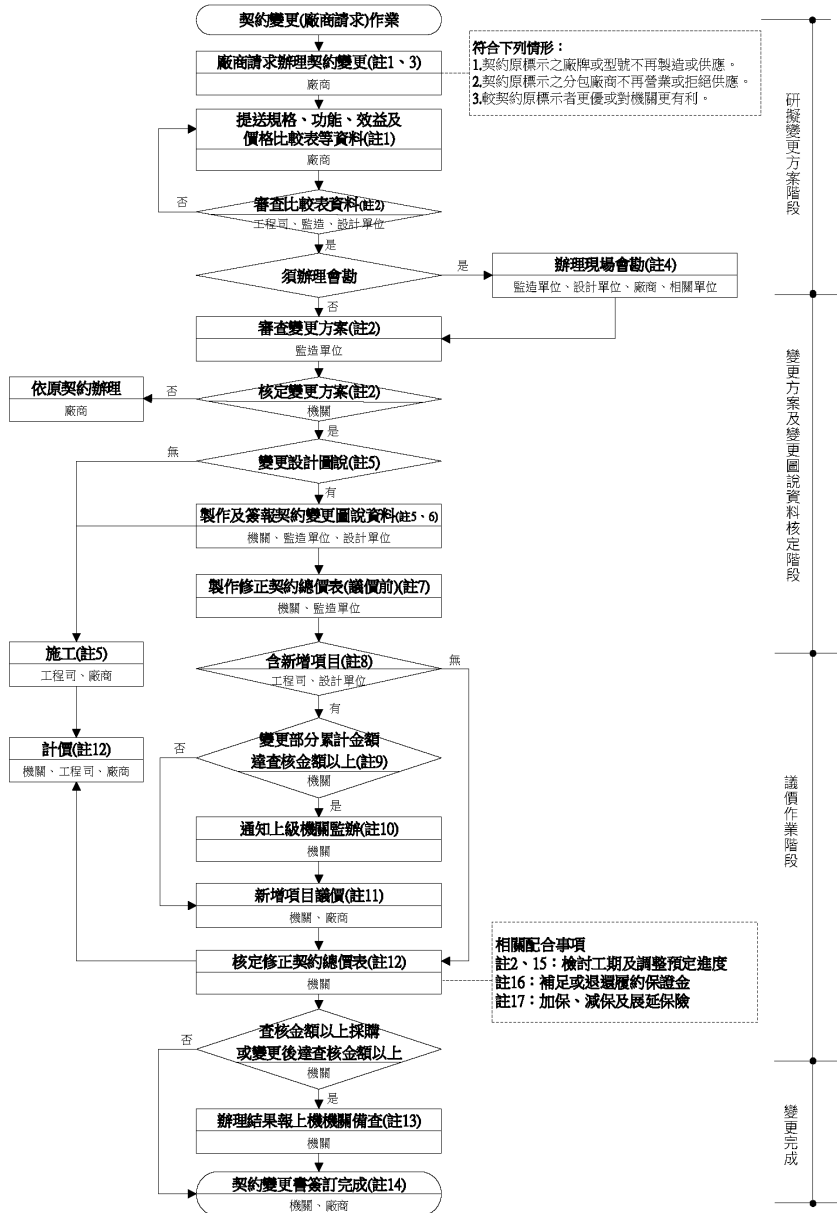 契約變更(廠商請求)作業
廠商請求辦理契約變更(註1、3)
廠商
符合下列情形：
1.契約原標示之廠牌或型號不再製造或供應。
2.契約原標示之分包廠商不再營業或拒絕供應。
3.較契約原標示者更優或對機關更有利。
提送規格、功能、效益及
價格比較表等資料(註1)
廠商
否
審查比較表資料(註2)
工程司、監造、設計單位
是
須辦理會勘
是
辦理現場會勘(註4)
監造單位、設計單位、廠商、相關單位
否
研擬變更方案階段
審查變更方案(註2)
監造單位
依原契約辦理
廠商
否
核定變更方案(註2)
機關
是
無
變更設計圖說(註5)
有
製作及簽報契約變更圖說資料(註5、6)
機關、監造單位、設計單位
製作修正契約總價表(議價前)(註7)
機關、監造單位
變更方案及變更圖說資料核定階段
施工(註5)
工程司、廠商
含新增項目(註8)
工程司、設計單位
無
有
計價(註12)
機關、工程司、廠商
否
變更部分累計金額
達查核金額以上(註9)
機關
是
通知上級機關監辦(註10)
機關
新增項目議價(註11)
機關、廠商
核定修正契約總價表(註12)
機關
相關配合事項
註2、15：檢討工期及調整預定進度
註16：補足或退還履約保證金
註17：加保、減保及展延保險
議價作業階段
否
查核金額以上採購
或變更後達查核金額以上
機關
是
辦理結果報上機機關備查(註13)
機關
契約變更書簽訂完成(註14)
機關、廠商
變更完成